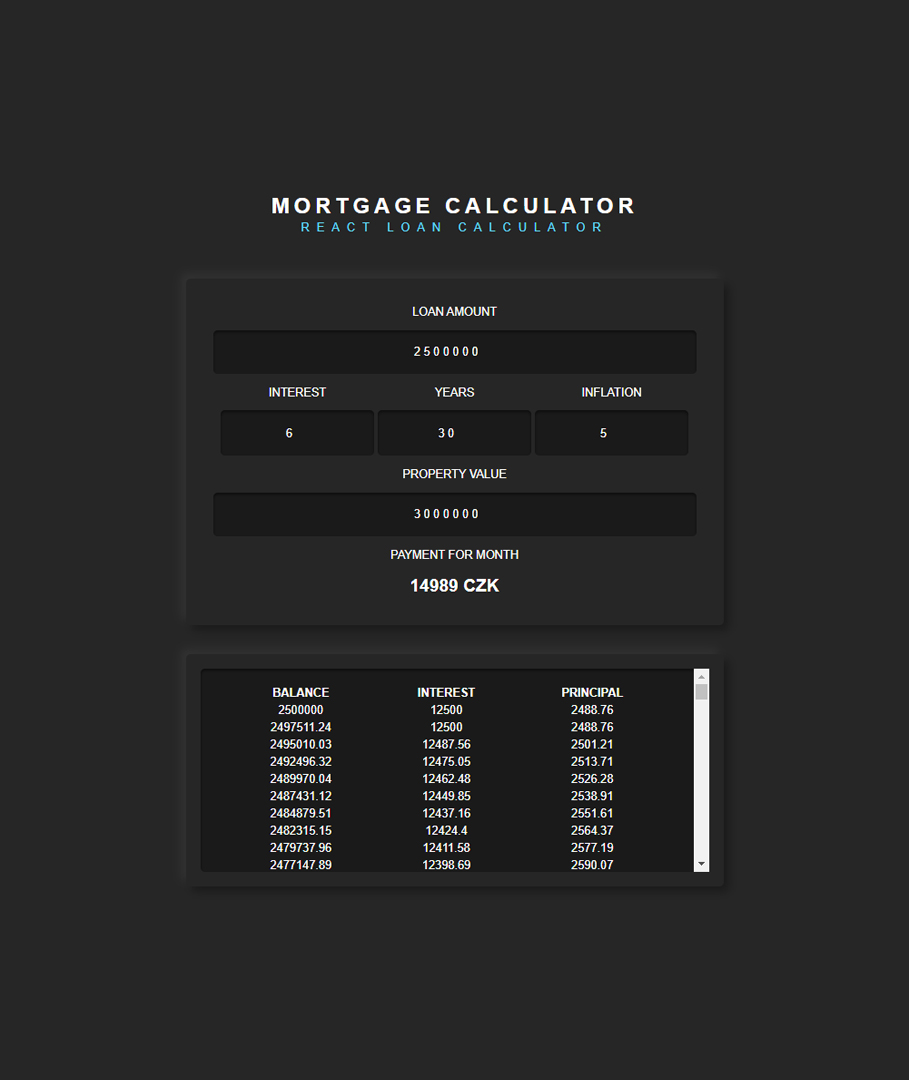 MORTGAGE CALCULATOR
REACT LOAN CALCULATOR
LOAN AMOUNT
2500000
INTEREST YEARS INFLATION
6 30 5
PROPERTY VALUE
3000000
PAYMENT FOR MONTH
14989 CZK
BALANCE INTEREST PRINCIPAL
2500000 12500 2488.76
2497511.24 12500 2488.76
2495010.03 12487.56 2501.21
2492496.32 12475.05 2513.71
2489970.04 12462.48 2526.28
2487431.12 12449.85 2538.91
2484879.51 12437.16 2551.61
2482315.15 12424.4 2564.37
2479737.96 12411.58 2577.19
2477147.89 12398.69 2590.07